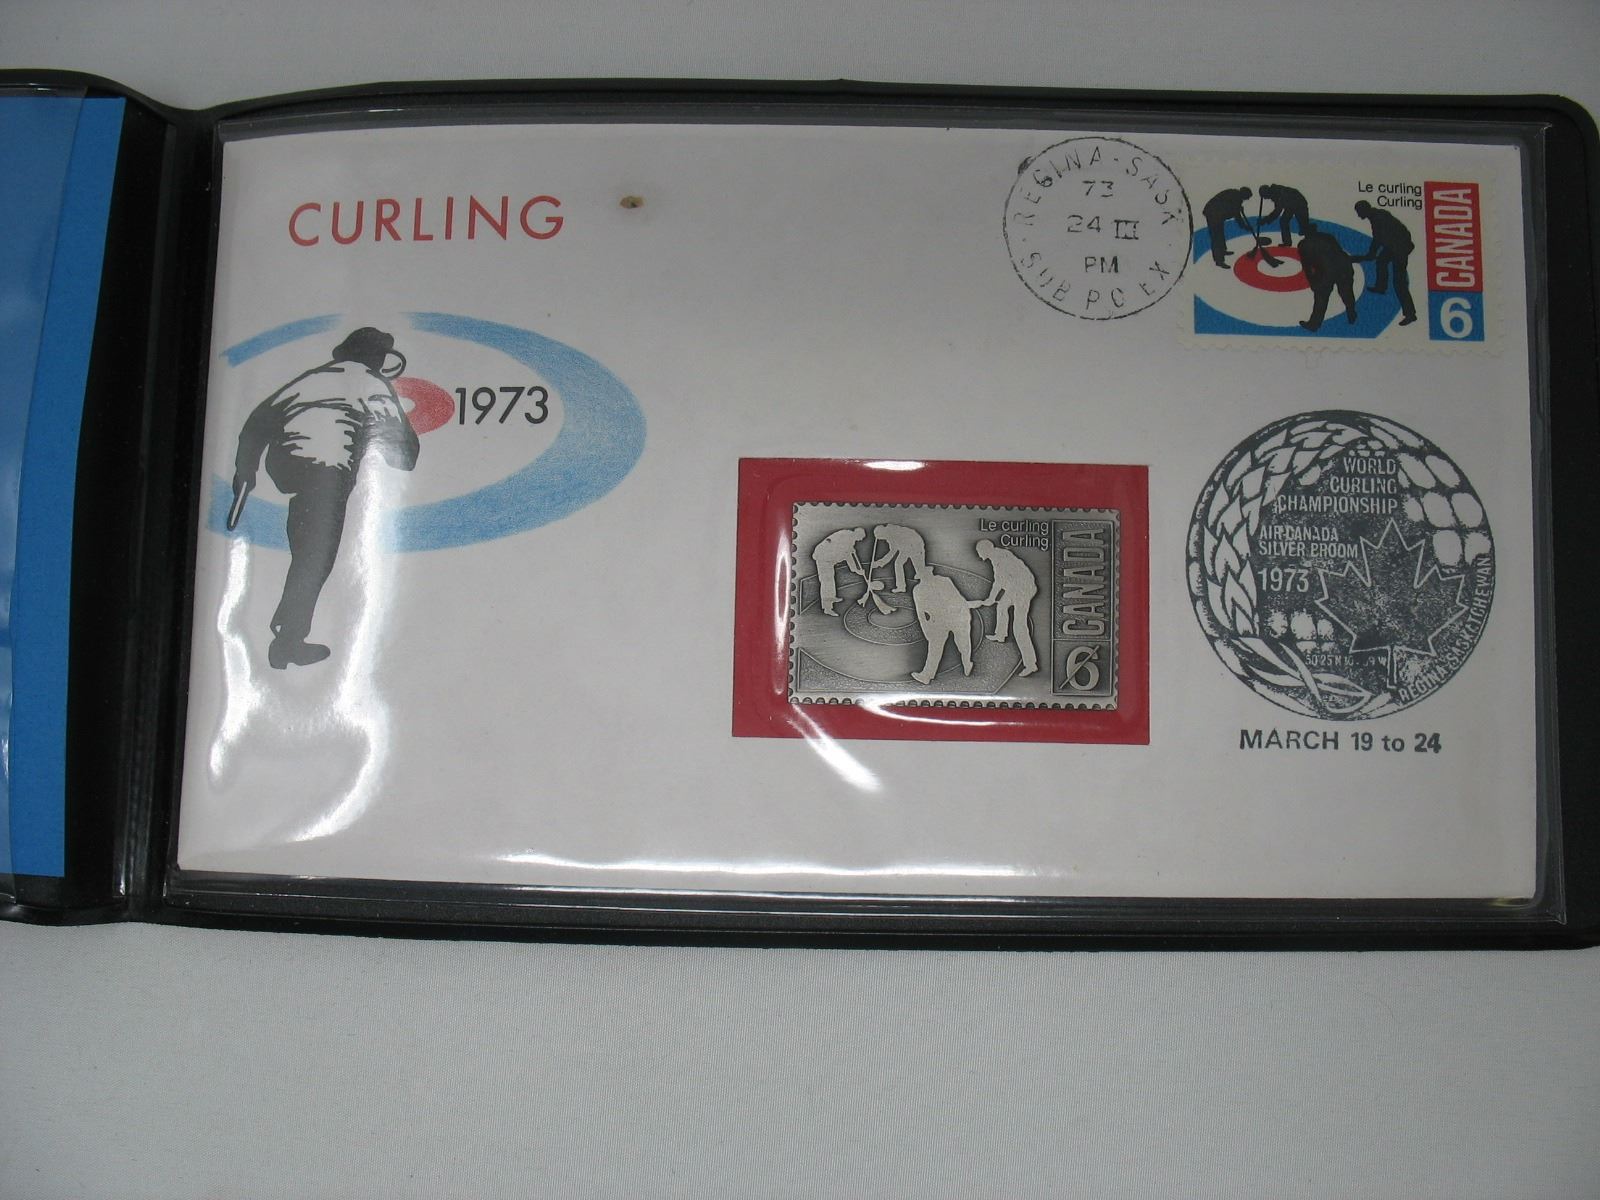 CURLING
1973
REGINA - SASK
73
24 III
PM
SUB PO EX
Le curling
Curling
CANADA
6
Le curling
Curling
CANADA
6
WORLD
CURLING
CHAMPIONSHIP
AIR CANADA
SILVER BROOM
1973
REGINA SASKATCHEWAN
MARCH 19 to 24